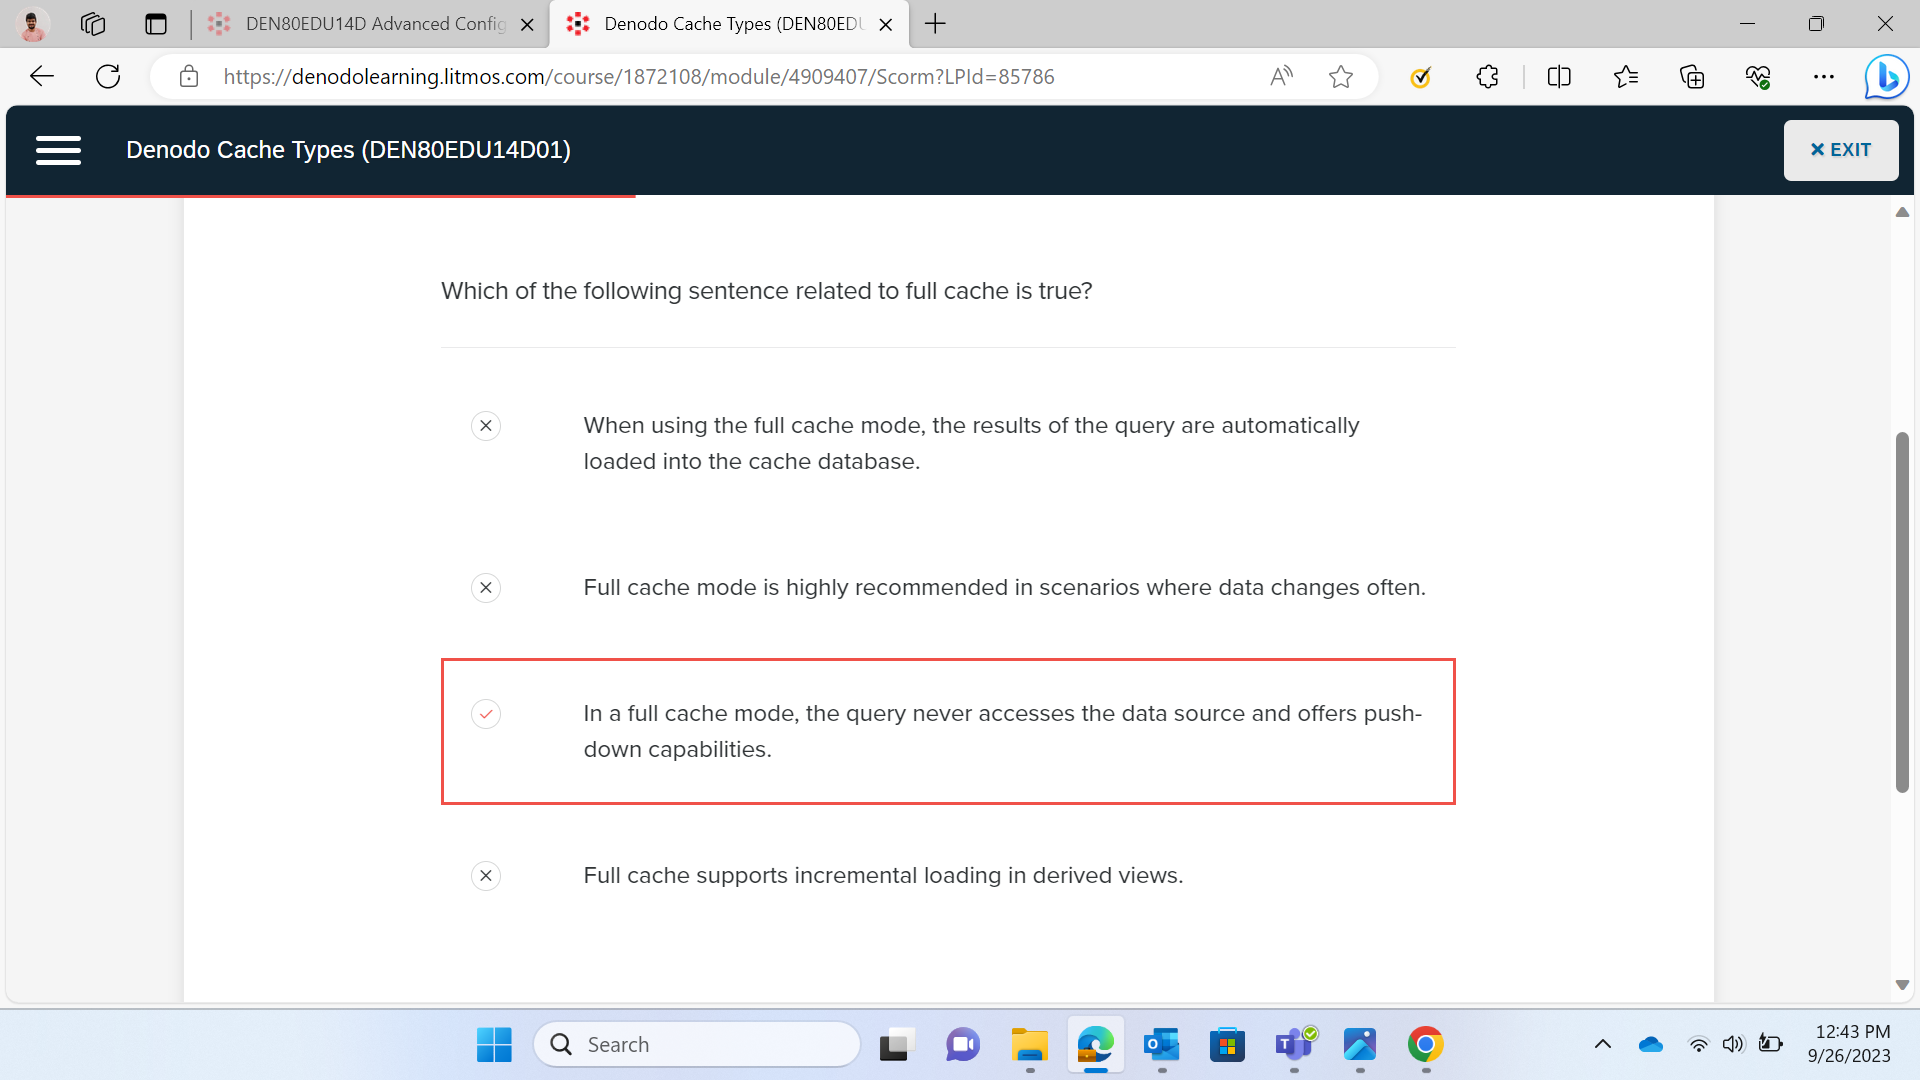 DEN80EDU14D Advanced Config
Denodo Cache Types (DEN80EDU
https://denodolearning.litmos.com/course/1872108/module/4909407/Scorm?LPId=85786
Denodo Cache Types (DEN80EDU14D01)
EXIT
Which of the following sentence related to full cache is true?
When using the full cache mode, the results of the query are automatically
loaded into the cache database.
Full cache mode is highly recommended in scenarios where data changes often.
In a full cache mode, the query never accesses the data source and offers push-
down capabilities.
Full cache supports incremental loading in derived views.
Search
12:43 PM
9/26/2023